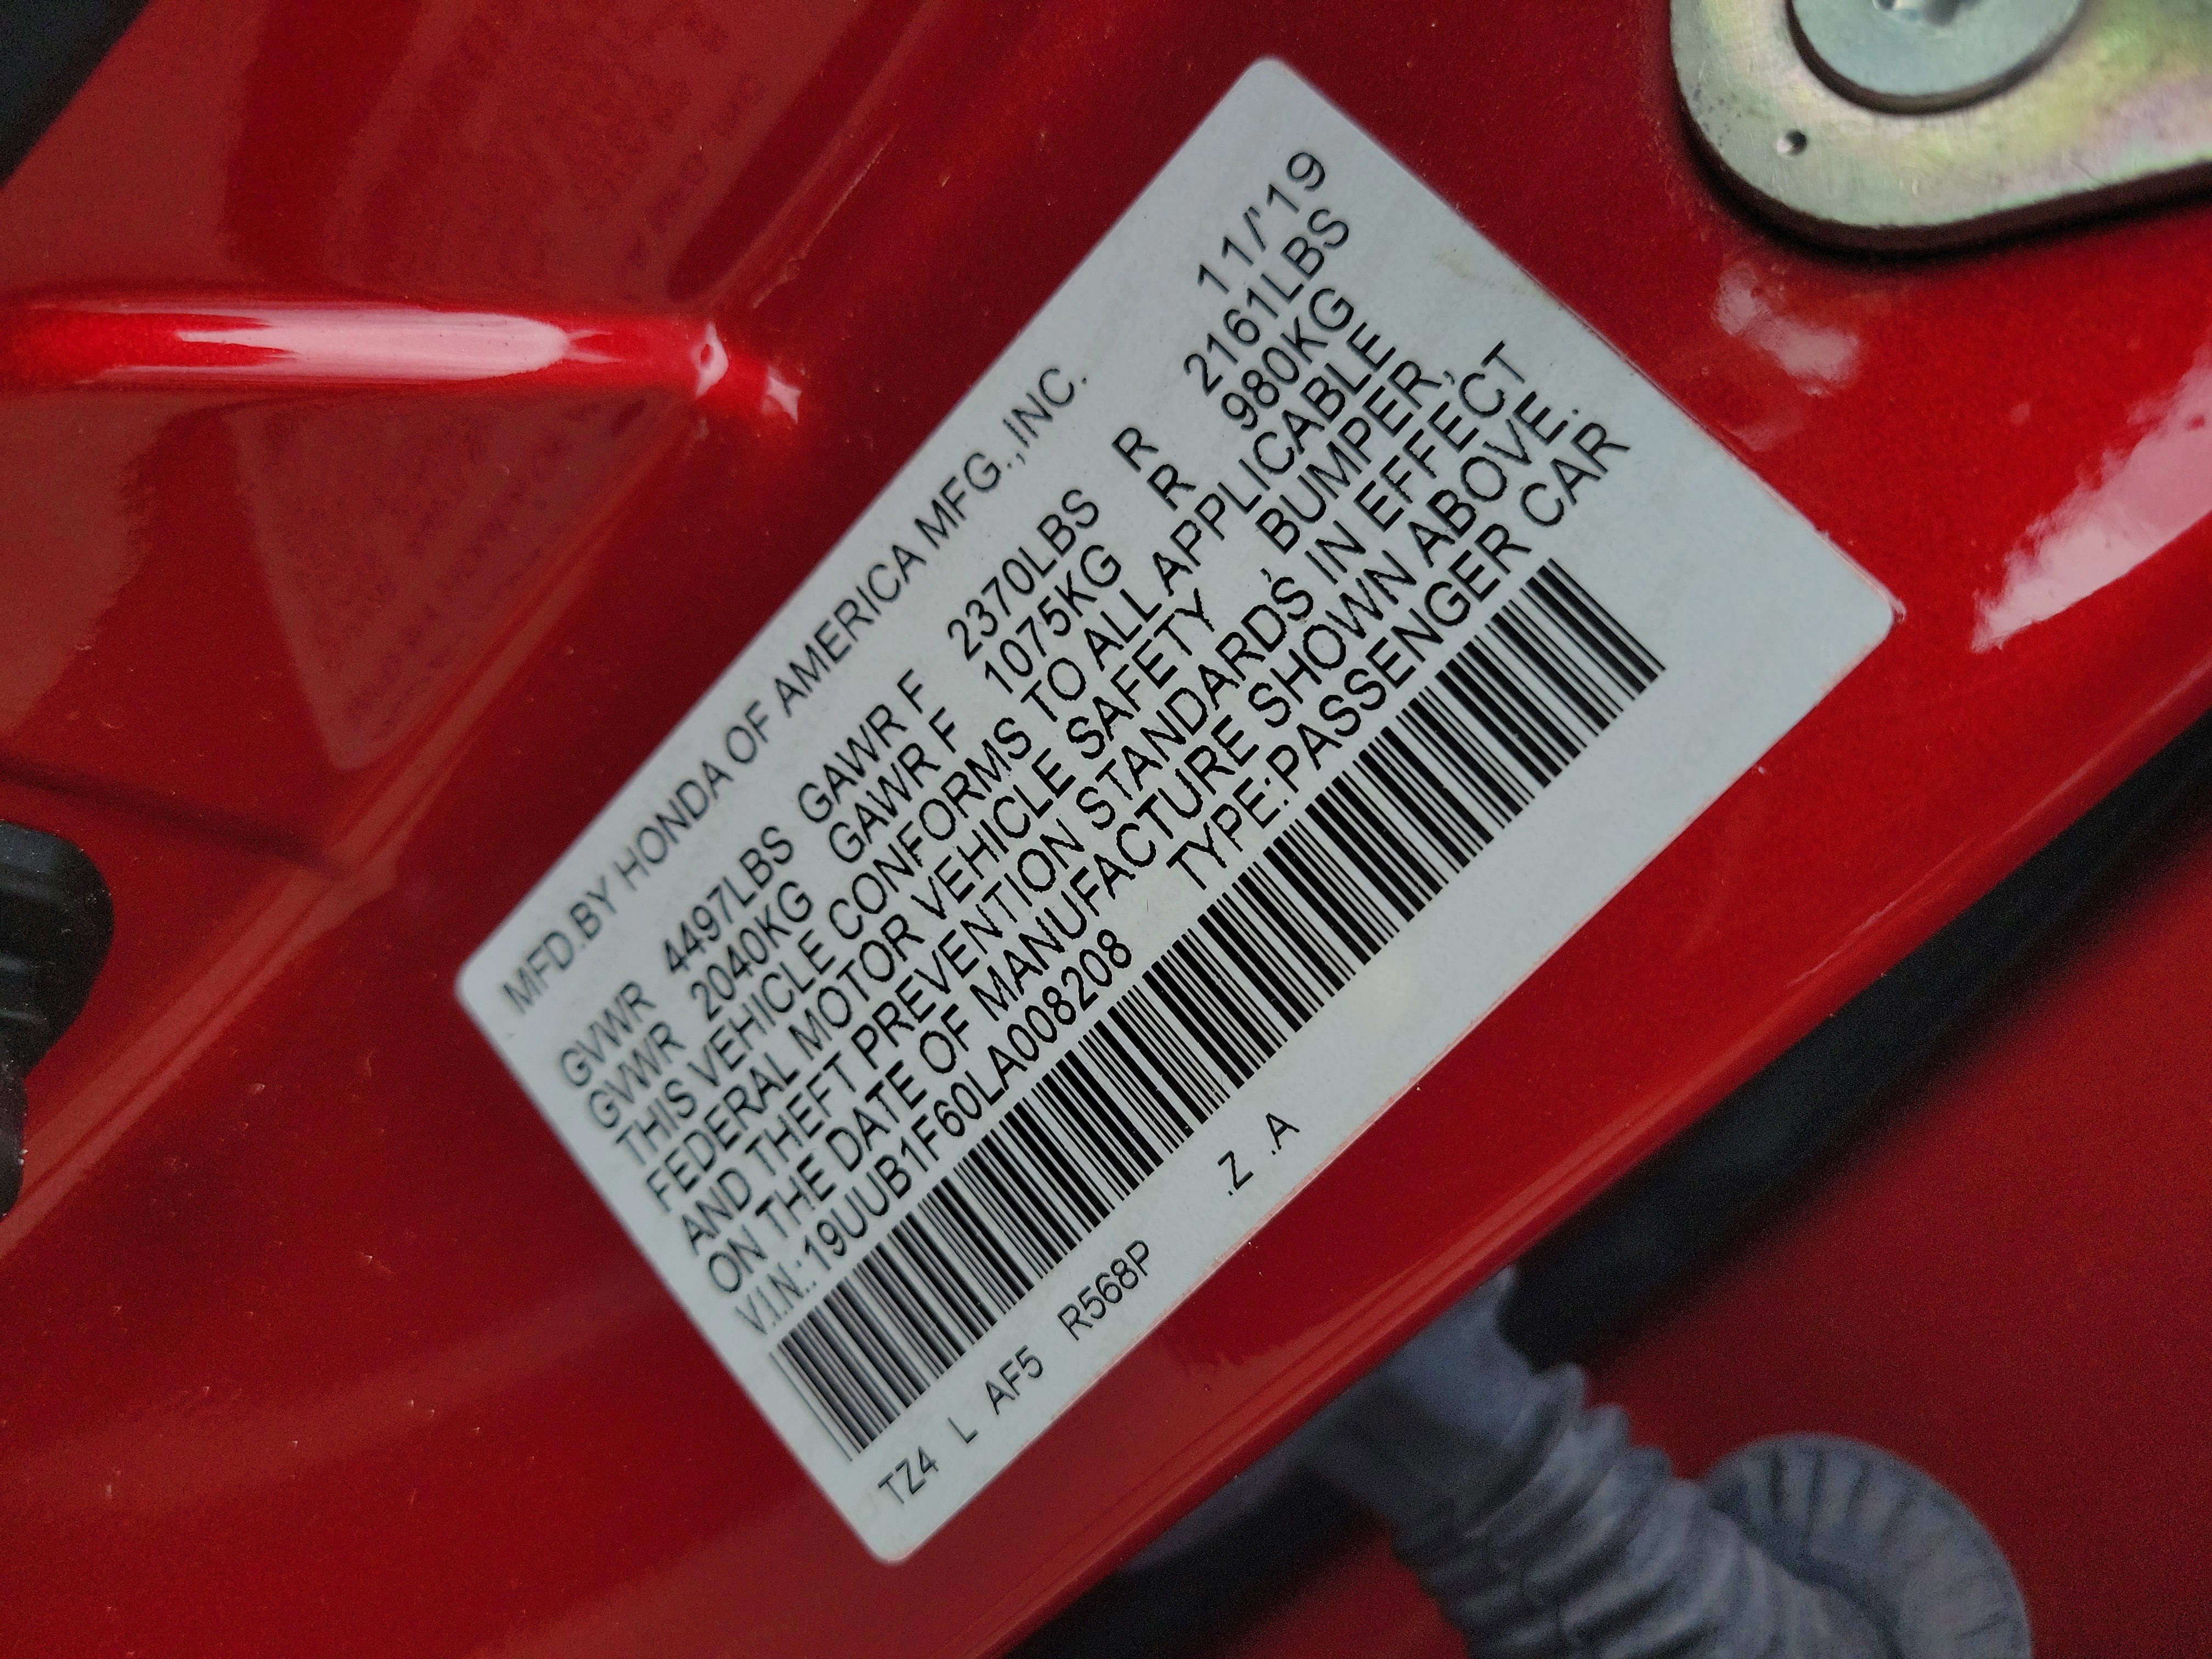 MFD.BY HONDA OF AMERICA MFG.,INC. 11/'19
GVWR 4497LBS GAWR F 2370LBS R 2161LBS
GVWR 2040KG GAWR F 1075KG R 980KG
THIS VEHICLE CONFORMS TO ALL APPLICABLE
FEDERAL MOTOR VEHICLE SAFETY , BUMPER,
AND THEFT PREVENTION STANDARDS IN EFFECT
ON THE DATE OF MANUFACTURE SHOWN ABOVE.
V.I.N.:19UUB1F60LA008208 TYPE:PASSENGER CAR
TZ4 L AF5 R568P .Z .A